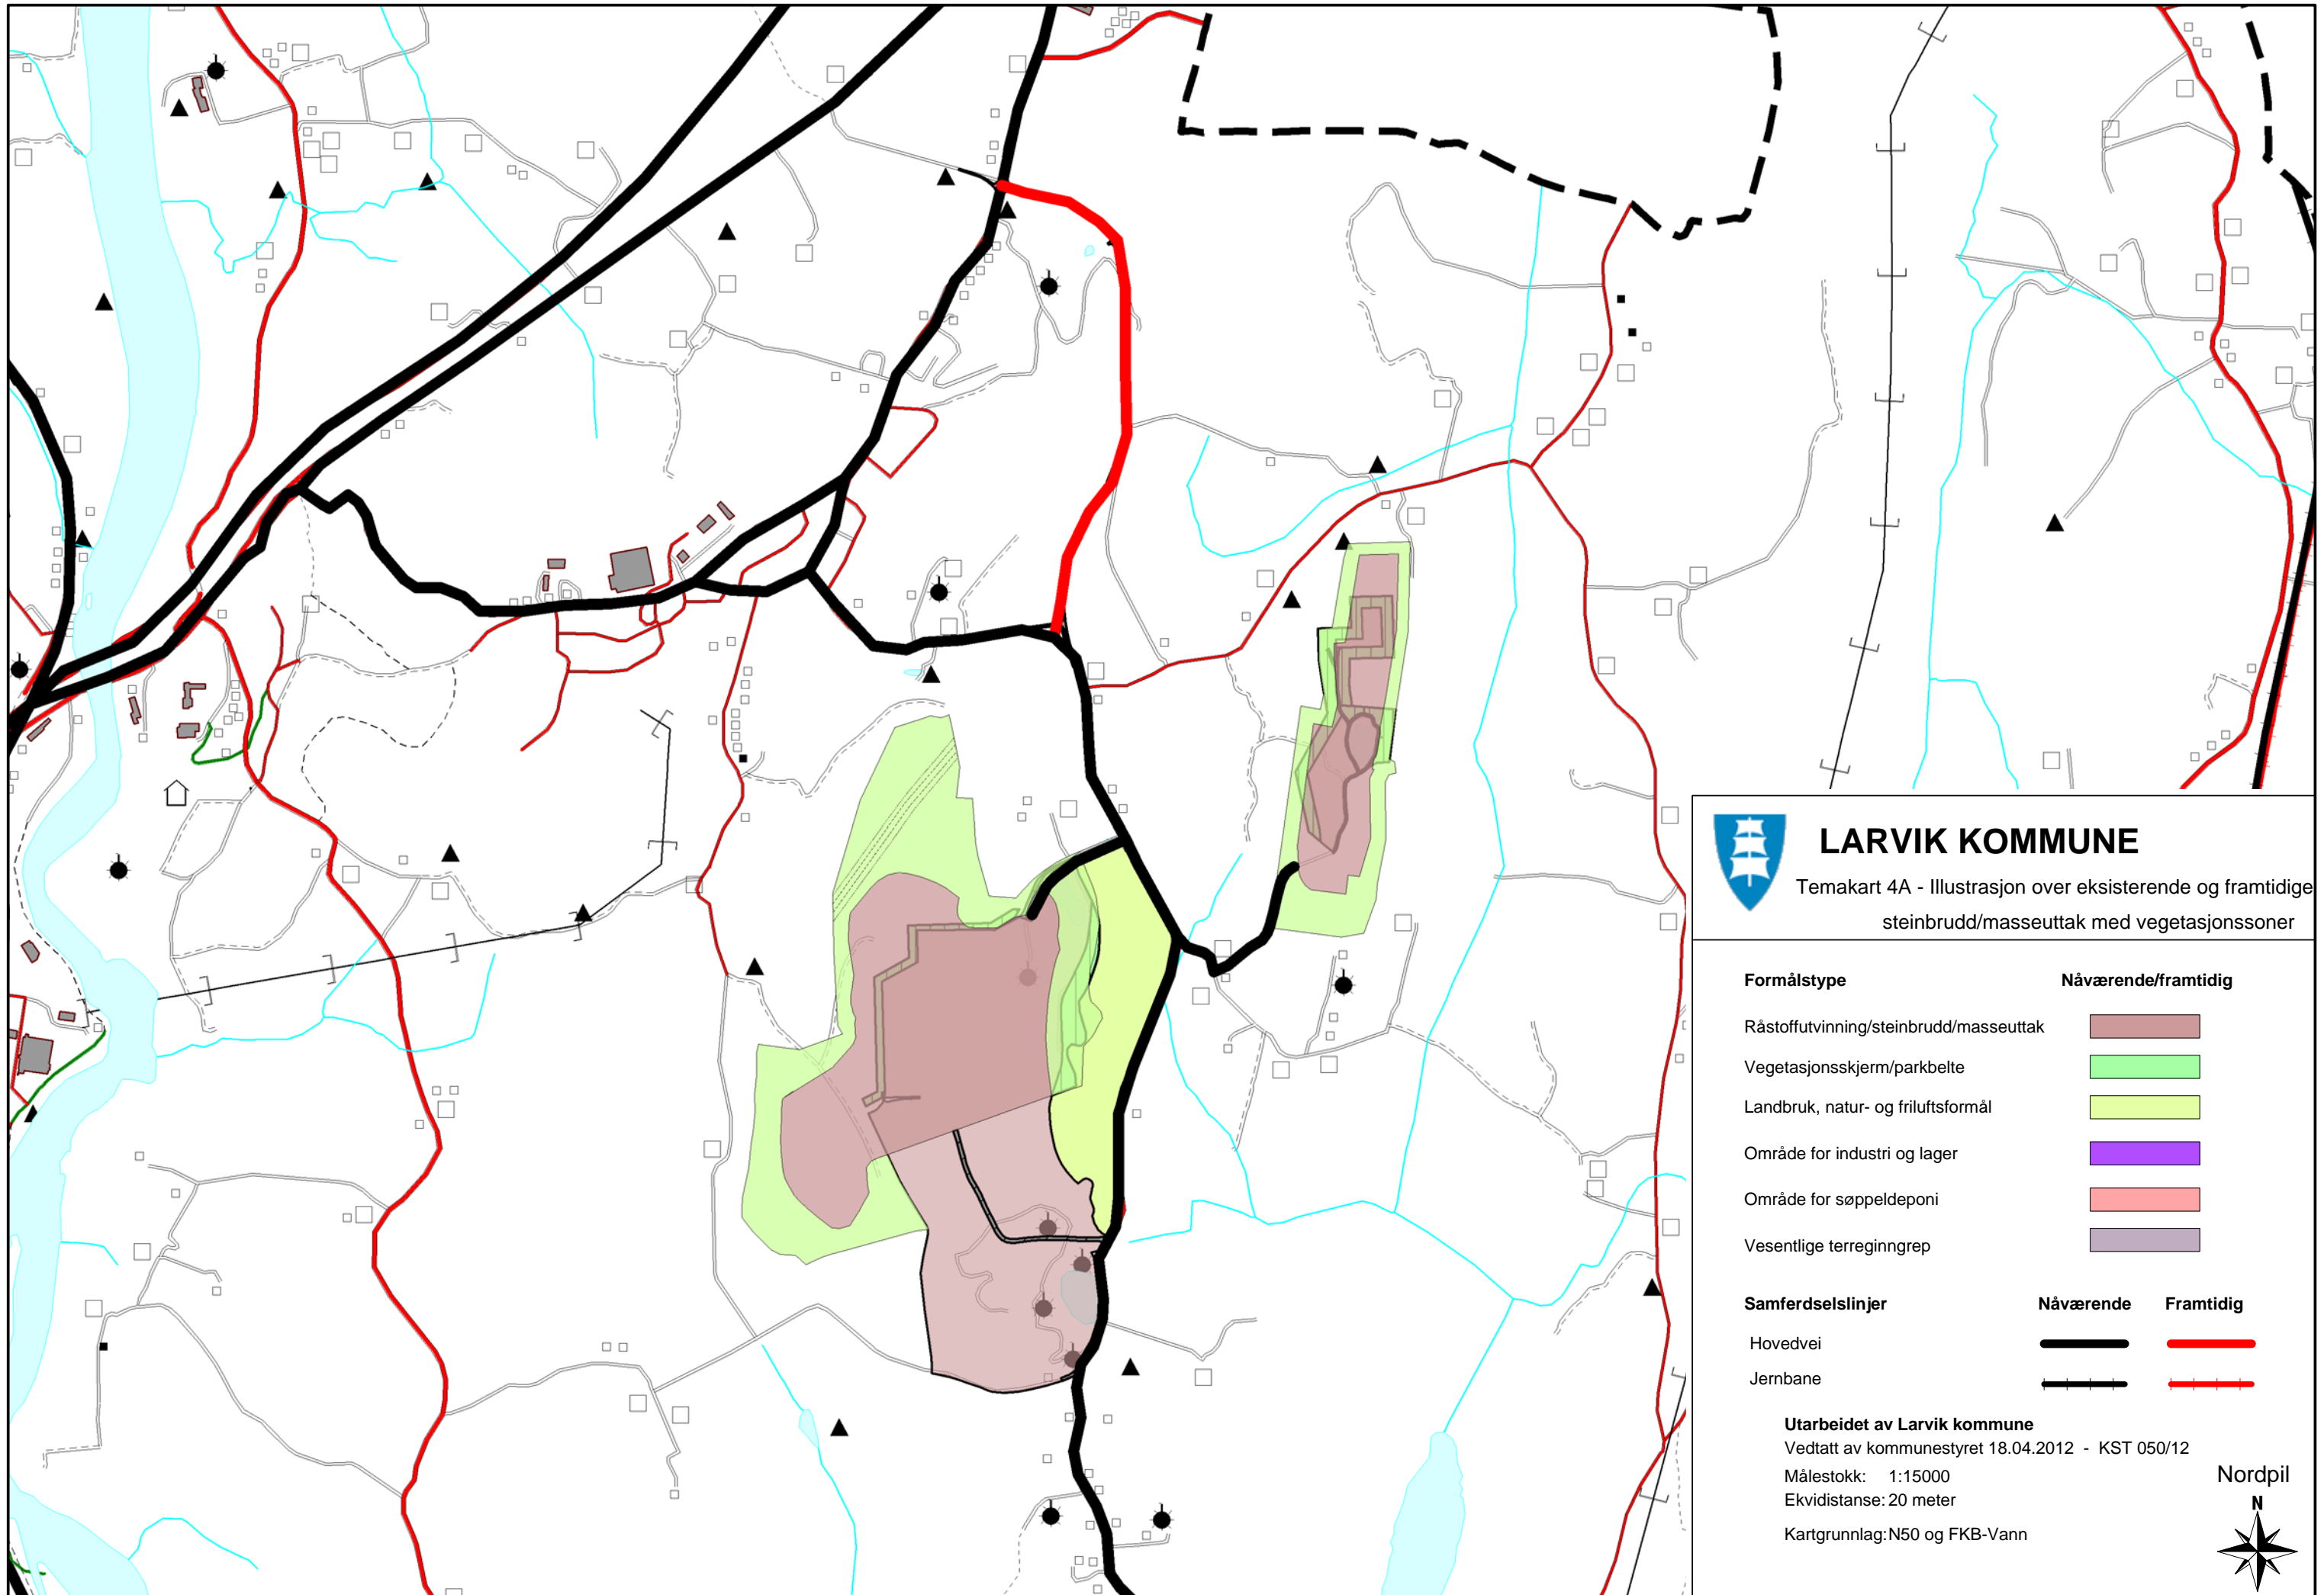 LARVIK KOMMUNE
Temakart 4A - Illustrasjon over eksisterende og framtidige
steinbrudd/masseuttak med vegetasjonssoner
Formålstype Nåværende/framtidig
Råstoffutvinning/steinbrudd/masseuttak
Vegetasjonsskjerm/parkbelte
Landbruk, natur- og friluftsformål
Område for industri og lager
Område for søppeldeponi
Vesentlige terreginngrep
Samferdselslinjer Nåværende Framtidig
Hovedvei
Jernbane
Utarbeidet av Larvik kommune
Vedtatt av kommunestyret 18.04.2012 - KST 050/12
Målestokk: 1:15000
Ekvidistanse: 20 meter
Kartgrunnlag: N50 og FKB-Vann
Nordpil
N